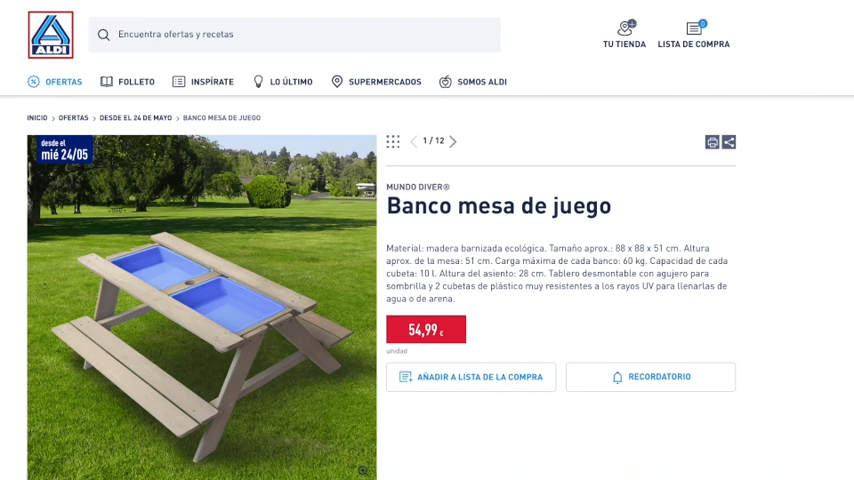 ALDI
Encuentra ofertas y recetas
TU TIENDA
0
LISTA DE COMPRA
OFERTAS
FOLLETO
INSPÍRATE
LO ÚLTIMO
SUPERMERCADOS
SOMOS ALDI
INICIO > OFERTAS > DESDE EL 24 DE MAYO > BANCO MESA DE JUEGO
desde el
mié 24/05
1 / 12
MUNDO DIVER®
Banco mesa de juego
Material: madera barnizada ecológica. Tamaño aprox.: 88 x 88 x 51 cm. Altura
aprox. de la mesa: 51 cm. Carga máxima de cada banco: 60 kg. Capacidad de cada
cubeta: 10 l. Altura del asiento: 28 cm. Tablero desmontable con agujero para
sombrilla y 2 cubetas de plástico muy resistentes a los rayos UV para llenarlas de
agua o de arena.
54,99 €
unidad
AÑADIR A LISTA DE LA COMPRA
RECORDATORIO